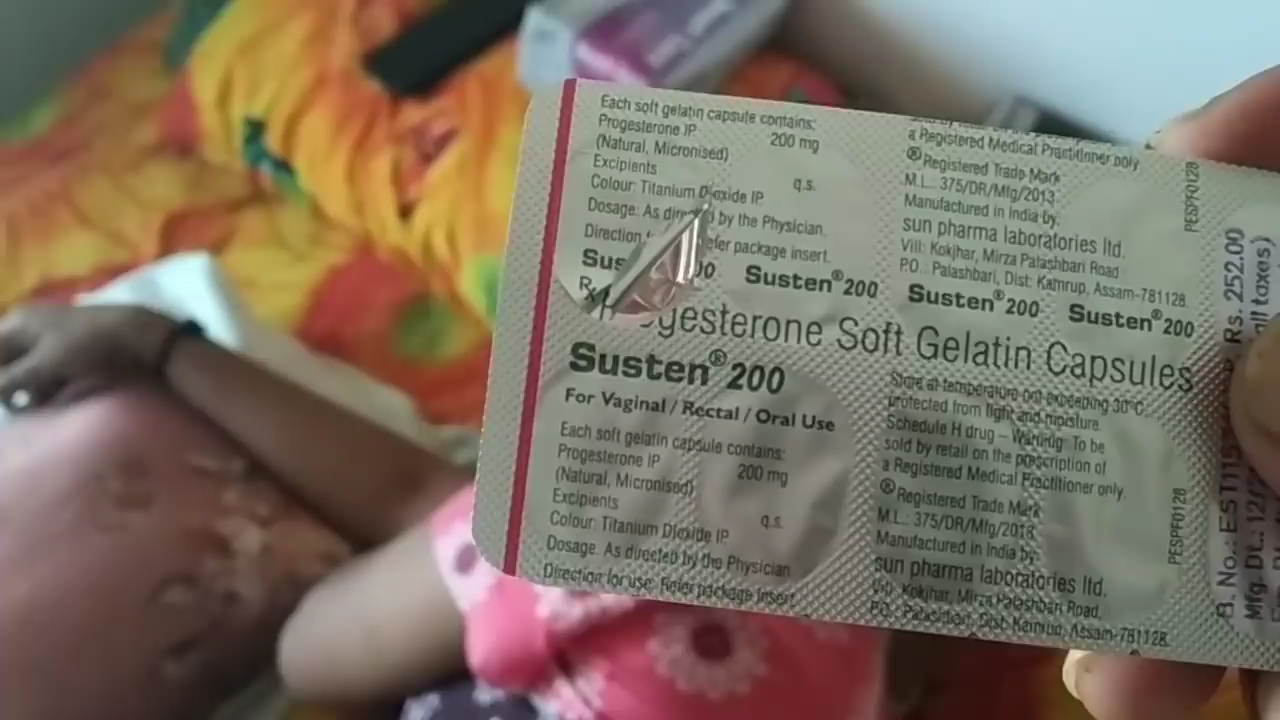 Each soft gelatin capsule contains:
Progesterone IP 200 mg
(Natural, Micronised)
Excipients q.s.
Colour: Titanium Dioxide IP
Dosage: As directed by the Physician.
Direction refer package insert.
Susten®200
Rx
Progesterone Soft Gelatin Capsules
Susten®200
For Vaginal / Rectal / Oral Use
Each soft gelatin capsule contains:
Progesterone IP 200 mg
(Natural, Micronised)
Excipients q.s.
Colour: Titanium Dioxide IP
Dosage: As directed by the Physician
Direction for use: Refer package insert
a Registered Medical Practitioner only
®Registered Trade Mark
M.L.: 375/DR/Mfg/2013
Manufactured in India by:
sun pharma laboratories ltd.
Vill: Kokjhar, Mirza Palashbari Road
P.O.: Palashbari, Dist: Kamrup, Assam-781128.
Susten®200 Susten®200
Store at temperature not exceeding 30°C
protected from light and moisture.
Schedule H drug – Warning: To be
sold by retail on the prescription of
a Registered Medical Practitioner only.
®Registered Trade Mark
M.L.: 375/DR/Mfg/2018
Manufactured in India by:
sun pharma laboratories ltd.
Vill: Kokjhar, Mirza Palashbari Road,
P.O.: Palashbari, Dist: Kamrup, Assam-781128.
PESPF0128
PESPF0128
B. No.: EST115
Rs. 252.00
Mfg. Dt.: 12/
all taxes)